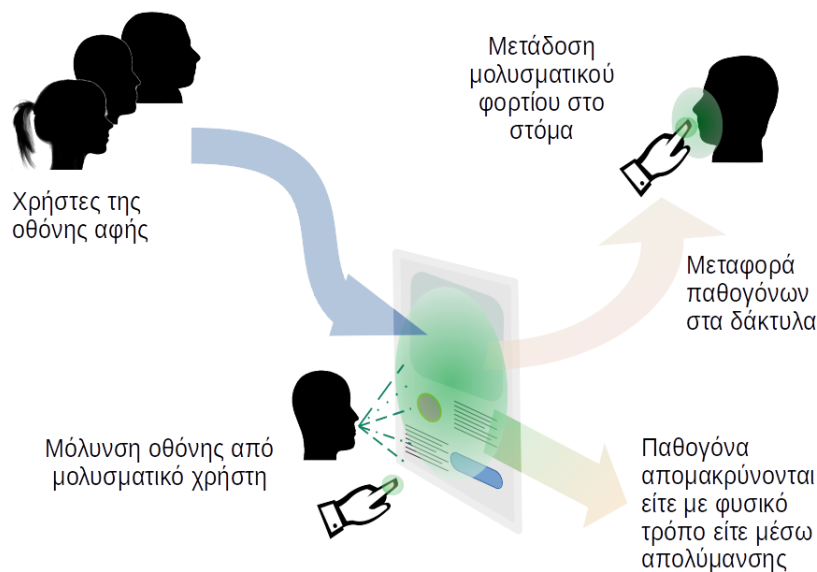 Μετάδοση
μολυσματικού
φορτίου στο
στόμα
Χρήστες της
οθόνης αφής
Μεταφορά
παθογόνων
στα δάκτυλα
Μόλυνση οθόνης από
μολυσματικό χρήστη
Παθογόνα
απομακρύνονται
είτε με φυσικό
τρόπο είτε μέσω
απολύμανσης